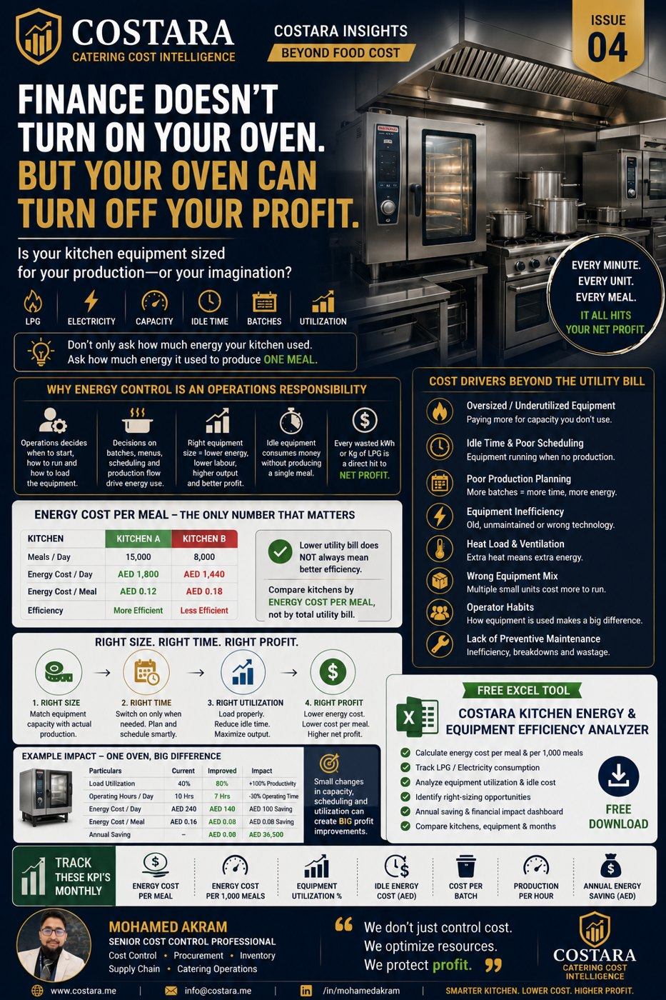 COSTARA
CATERING COST INTELLIGENCE
COSTARA INSIGHTS
BEYOND FOOD COST
ISSUE
04
FINANCE DOESN'T
TURN ON YOUR OVEN.
BUT YOUR OVEN CAN
TURN OFF YOUR PROFIT.
Is your kitchen equipment sized
for your production—or your imagination?
LPG
ELECTRICITY
CAPACITY
IDLE TIME
BATCHES
UTILIZATION
EVERY MINUTE.
EVERY UNIT.
EVERY MEAL.
IT ALL HITS
YOUR NET PROFIT.
Don't only ask how much energy your kitchen used.
Ask how much energy it used to produce ONE MEAL.
WHY ENERGY CONTROL IS AN OPERATIONS RESPONSIBILITY
Operations decides
when to start,
how to run and
how to load
the equipment.
Decisions on
batches, menus,
scheduling and
production flow
drive energy use.
Right equipment
size = lower energy,
lower labour,
higher output
and better profit.
Idle equipment
consumes money
without producing
a single meal.
Every wasted kWh
or Kg of LPG is
a direct hit to
NET PROFIT.
COST DRIVERS BEYOND THE UTILITY BILL
Oversized / Underutilized Equipment
Paying more for capacity you don't use.
Idle Time & Poor Scheduling
Equipment running when no production.
Poor Production Planning
More batches = more time, more energy.
Equipment Inefficiency
Old, unmaintained or wrong technology.
Heat Load & Ventilation
Extra heat means extra energy.
Wrong Equipment Mix
Multiple small units cost more to run.
Operator Habits
How equipment is used makes a big difference.
Lack of Preventive Maintenance
Inefficiency, breakdowns and wastage.
ENERGY COST PER MEAL – THE ONLY NUMBER THAT MATTERS
KITCHEN KITCHEN A KITCHEN B
Meals / Day 15,000 8,000
Energy Cost / Day AED 1,800 AED 1,440
Energy Cost / Meal AED 0.12 AED 0.18
Efficiency More Efficient Less Efficient
Lower utility bill does
NOT always mean
better efficiency.
Compare kitchens by
ENERGY COST PER MEAL,
not by total utility bill.
RIGHT SIZE. RIGHT TIME. RIGHT PROFIT.
1. RIGHT SIZE
Match equipment
capacity with actual
production.
2. RIGHT TIME
Switch on only when
needed. Plan and
schedule smartly.
3. RIGHT UTILIZATION
Load properly.
Reduce idle time.
Maximize output.
4. RIGHT PROFIT
Lower energy cost.
Lower cost per meal.
Higher net profit.
FREE EXCEL TOOL
X
COSTARA KITCHEN ENERGY &
EQUIPMENT EFFICIENCY ANALYZER
Calculate energy cost per meal & per 1,000 meals
Track LPG / Electricity consumption
Analyze equipment utilization & idle cost
Identify right-sizing opportunities
Annual saving & financial impact dashboard
Compare kitchens, equipment & months
FREE
DOWNLOAD
EXAMPLE IMPACT – ONE OVEN, BIG DIFFERENCE
Particulars Current Improved Impact
Load Utilization 40% 80% +100% Productivity
Operating Hours / Day 10 Hrs 7 Hrs -30% Operating Time
Energy Cost / Day AED 240 AED 140 AED 100 Saving
Energy Cost / Meal AED 0.16 AED 0.08 AED 0.08 Saving
Annual Saving – AED 0.08 AED 36,500
Small changes
in capacity,
scheduling and
utilization can
create BIG profit
improvements.
TRACK
THESE KPI'S
MONTHLY
ENERGY COST
PER MEAL
ENERGY COST
PER 1,000 MEALS
EQUIPMENT
UTILIZATION %
IDLE ENERGY
COST (AED)
COST PER
BATCH
PRODUCTION
PER HOUR
ANNUAL ENERGY
SAVING (AED)
MOHAMED AKRAM
SENIOR COST CONTROL PROFESSIONAL
Cost Control • Procurement • Inventory
Supply Chain • Catering Operations
“ We don't just control cost.
We optimize resources.
We protect profit. ”
COSTARA
CATERING COST
INTELLIGENCE
www.costara.me
info@costara.me
in /in/mohamedakram
SMARTER KITCHEN. LOWER COST. HIGHER PROFIT.